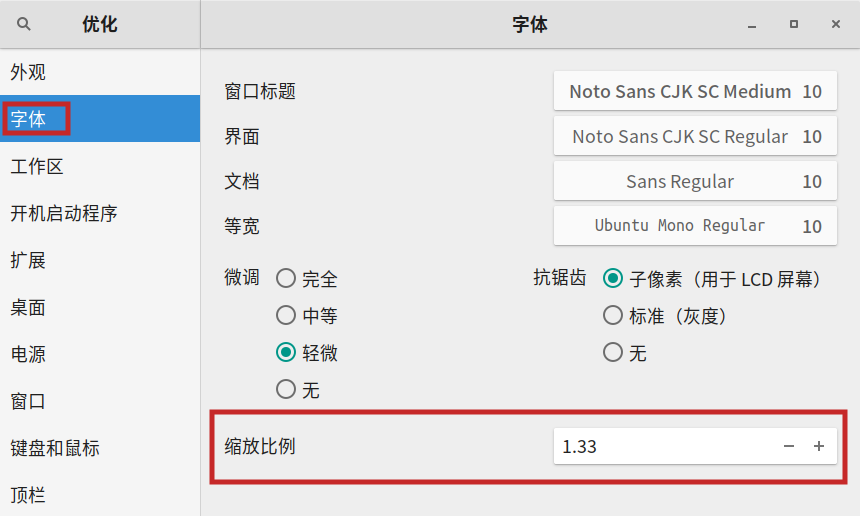 优化
字体
外观
字体
工作区
开机启动程序
扩展
桌面
电源
窗口
键盘和鼠标
顶栏
窗口标题 Noto Sans CJK SC Medium 10
界面 Noto Sans CJK SC Regular 10
文档 Sans Regular 10
等宽 Ubuntu Mono Regular 10
微调 完全 抗锯齿 子像素（用于 LCD 屏幕）
中等 标准（灰度）
轻微 无
无
缩放比例 1.33